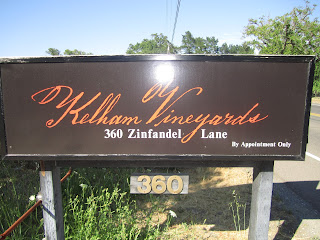 Kelham Vineyards
360 Zinfandel Lane
By Appointment Only
360